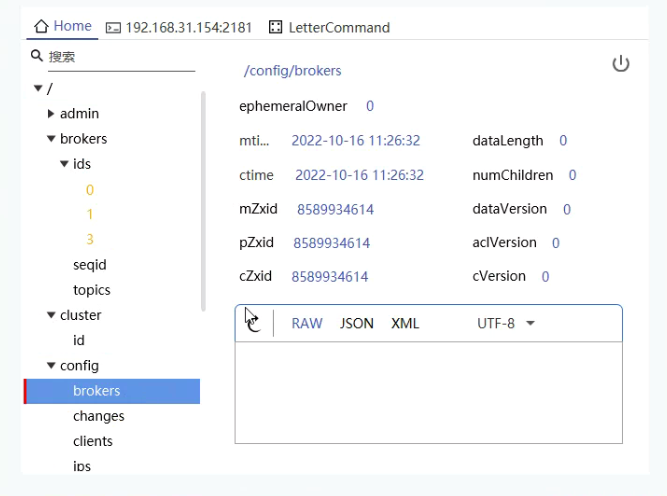 Home 192.168.31.154:2181 LetterCommand
搜索
/
admin
brokers
ids
0
1
3
seqid
topics
cluster
id
config
brokers
changes
clients
ips
/config/brokers
ephemeralOwner 0
mti... 2022-10-16 11:26:32 dataLength 0
ctime 2022-10-16 11:26:32 numChildren 0
mZxid 8589934614 dataVersion 0
pZxid 8589934614 aclVersion 0
cZxid 8589934614 cVersion 0
RAW JSON XML UTF-8